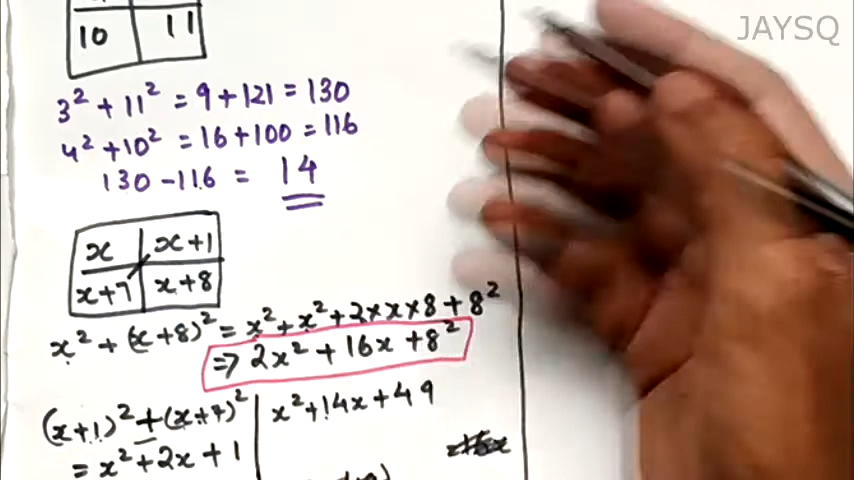 JAYSQ
10 11
3² + 11² = 9 + 121 = 130
4² + 10² = 16 + 100 = 116
130 - 116 = 14
x x+1
x+7 x+8
x² + (x+8)² = x² + x² + 2×x×8 + 8²
⇒ 2x² + 16x + 8²
(x+1)² + (x+7)² x² + 14x + 49
= x² + 2x + 1